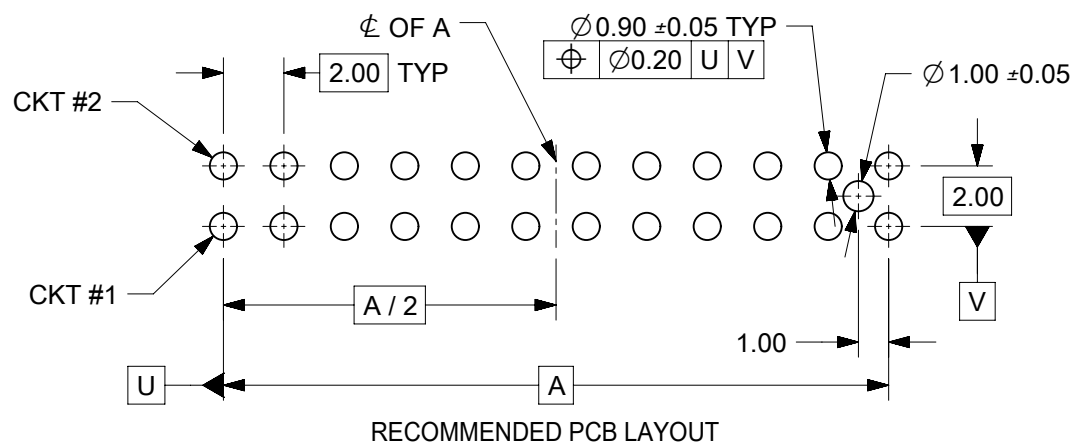 ℄ OF A
∅0.90 ±0.05 TYP
⌖ ∅0.20 U V
2.00 TYP
∅1.00 ±0.05
CKT #2
2.00
CKT #1
A / 2
V
1.00
U
A
RECOMMENDED PCB LAYOUT